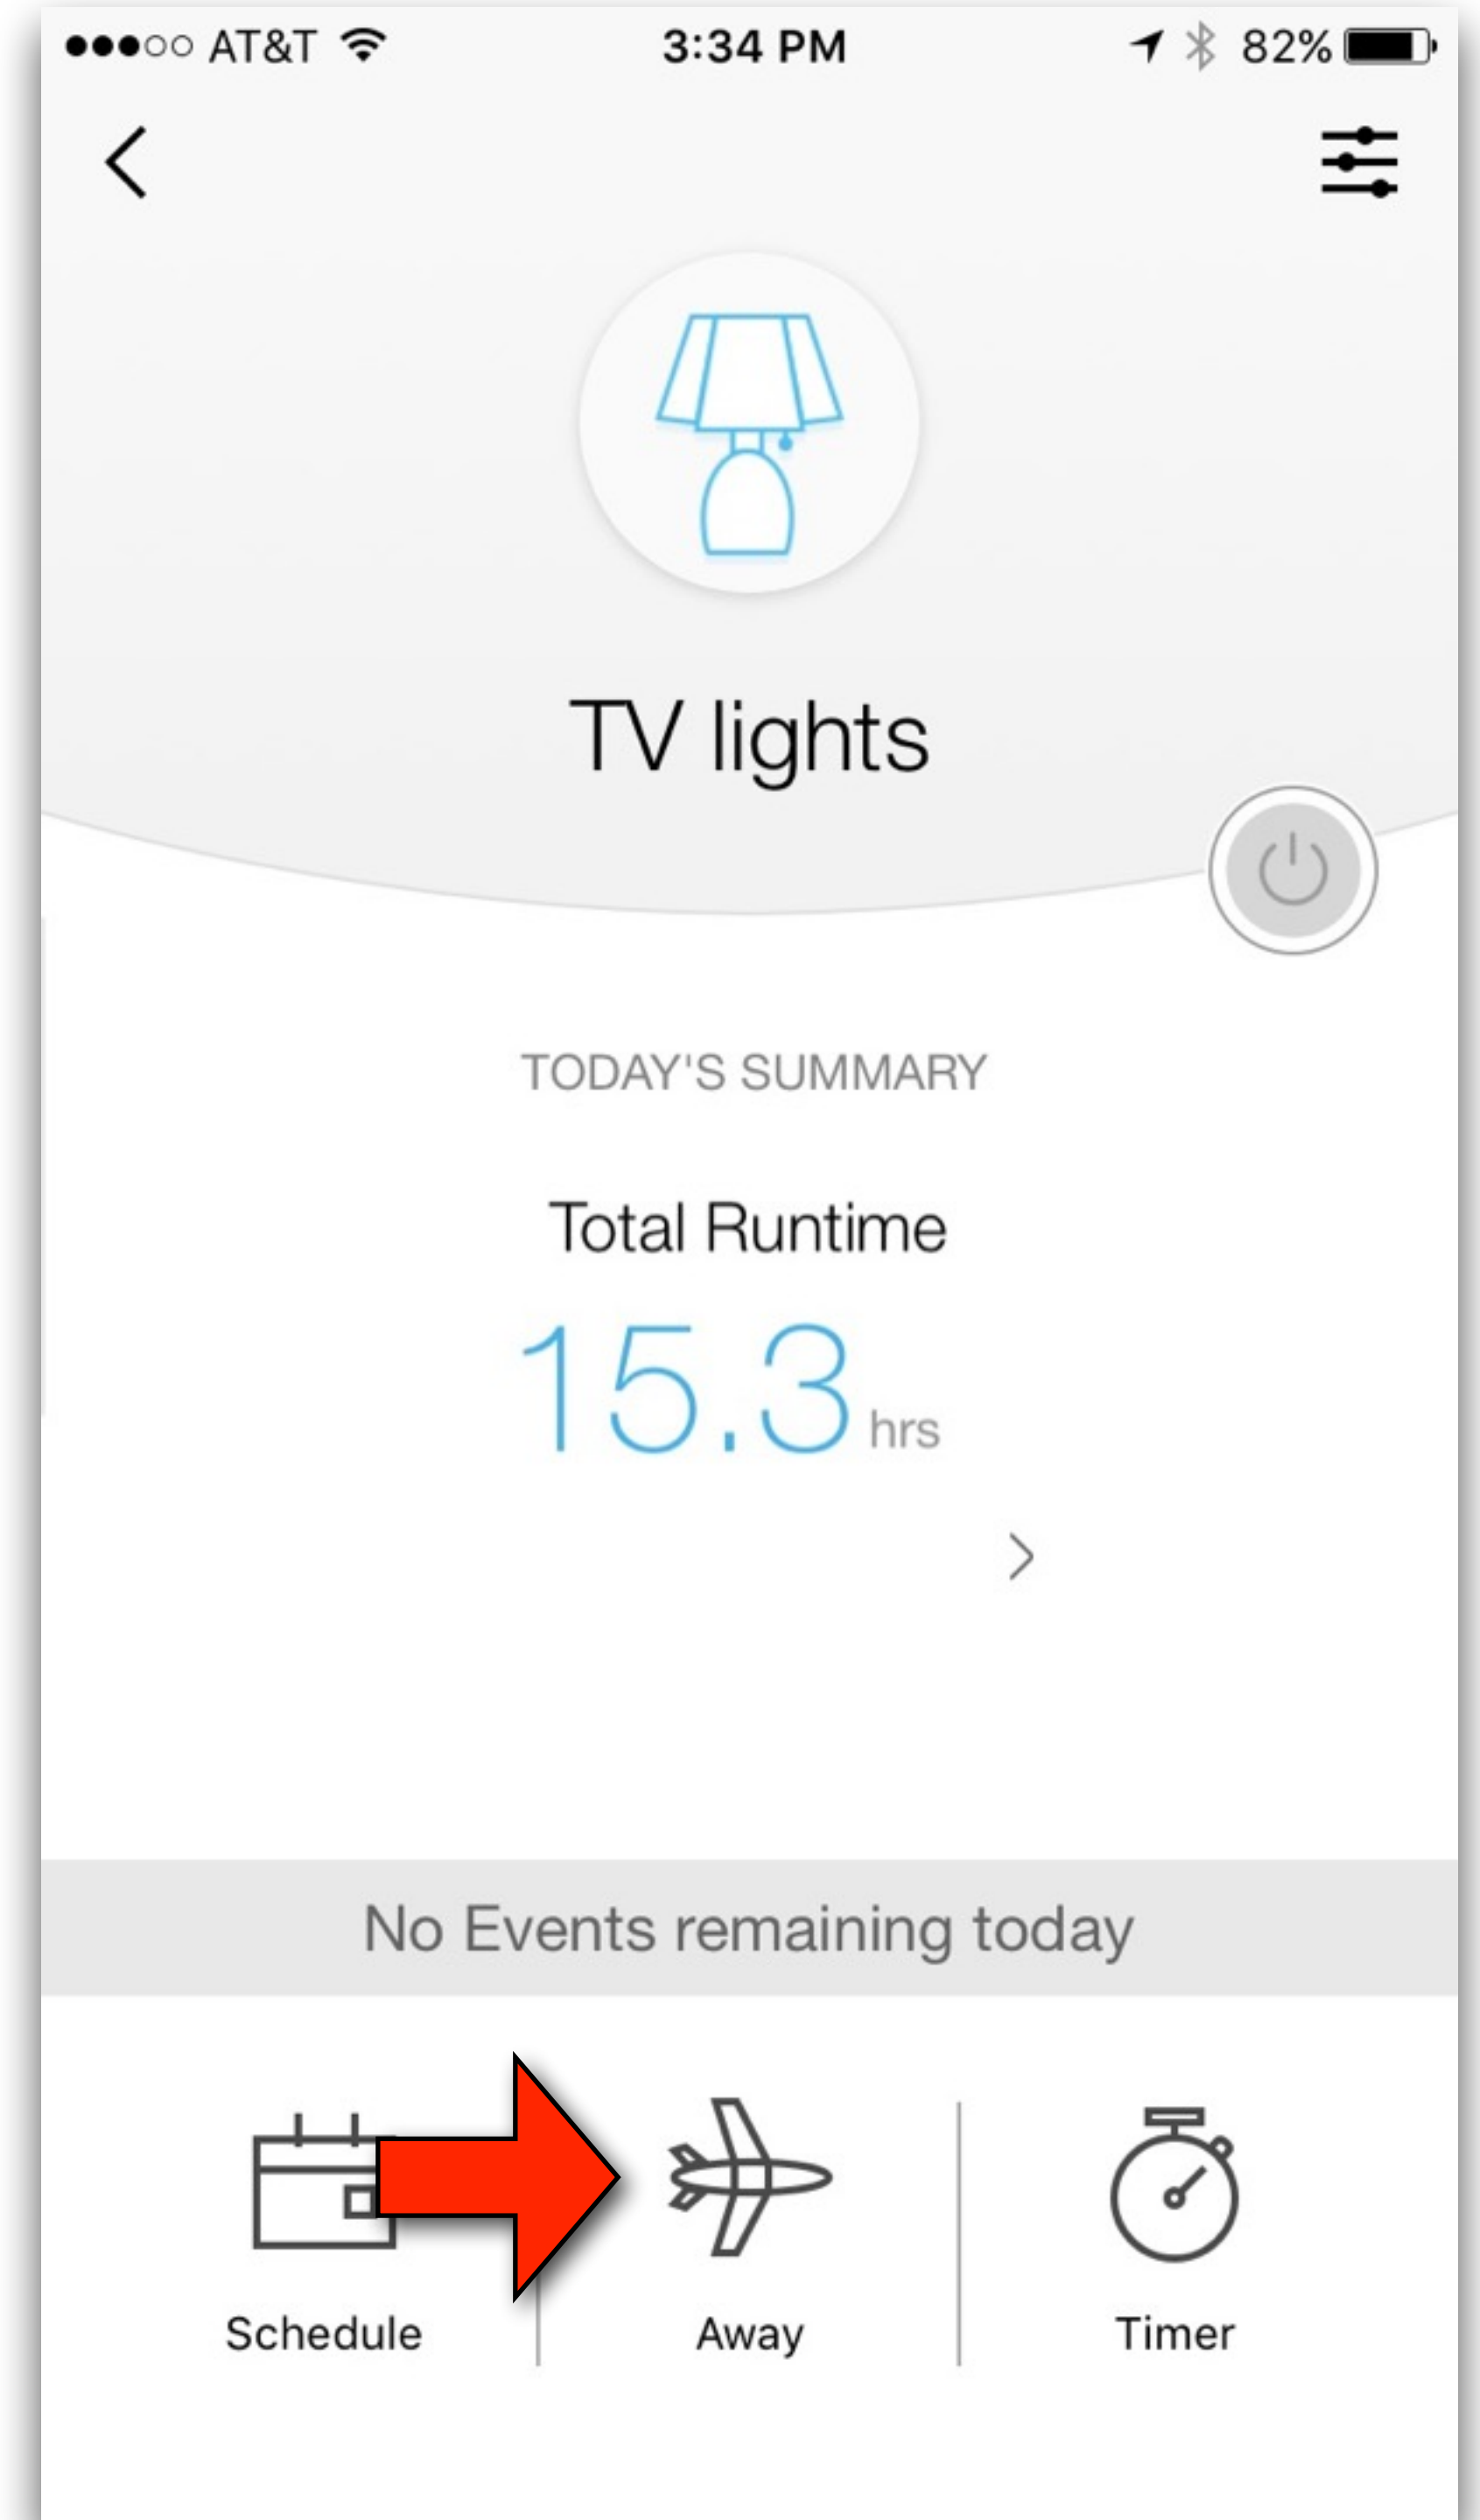 AT&T 3:34 PM 82%
TV lights
TODAY'S SUMMARY
Total Runtime
15.3 hrs
No Events remaining today
Schedule Away Timer